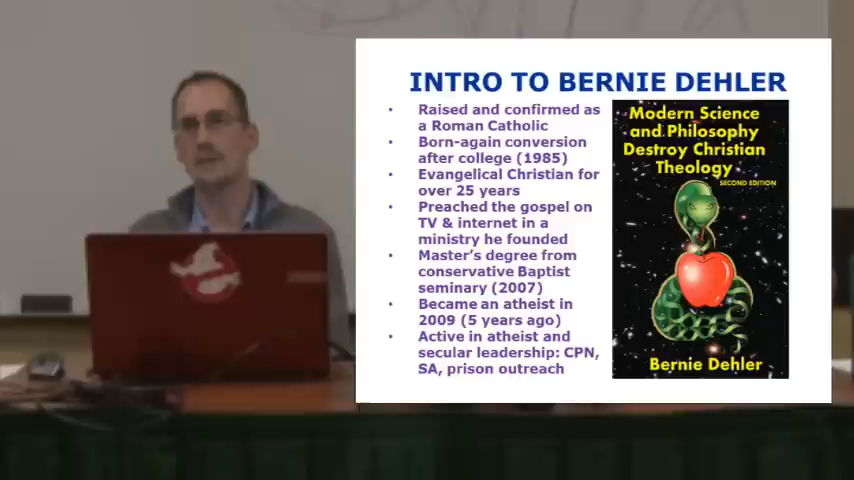 INTRO TO BERNIE DEHLER
• Raised and confirmed as
a Roman Catholic
• Born-again conversion
after college (1985)
• Evangelical Christian for
over 25 years
• Preached the gospel on
TV & internet in a
ministry he founded
• Master's degree from
conservative Baptist
seminary (2007)
• Became an atheist in
2009 (5 years ago)
• Active in atheist and
secular leadership: CPN,
SA, prison outreach
Modern Science
and Philosophy
Destroy Christian
Theology
SECOND EDITION
Bernie Dehler